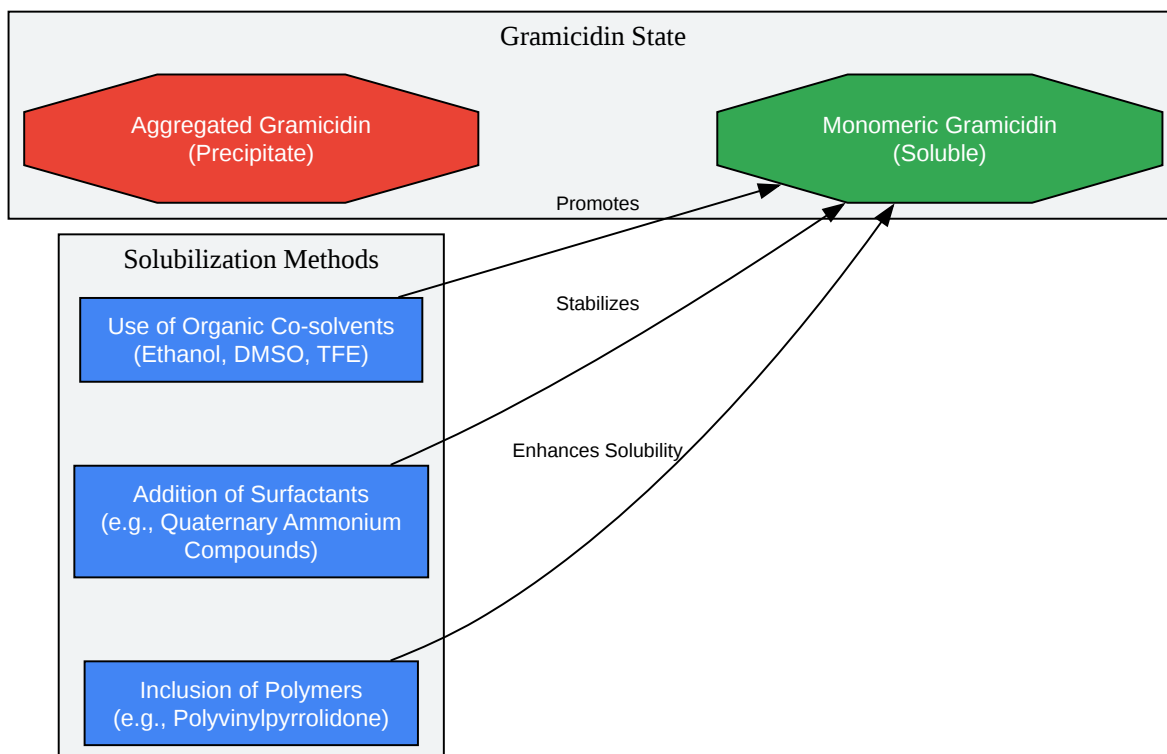 Gramicidin State
Aggregated Gramicidin
(Precipitate)
Monomeric Gramicidin
(Soluble)
Promotes
Solubilization Methods
Use of Organic Co-solvents
(Ethanol, DMSO, TFE)
Stabilizes
Enhances Solubility
Addition of Surfactants
(e.g., Quaternary Ammonium
Compounds)
Inclusion of Polymers
(e.g., Polyvinylpyrrolidone)